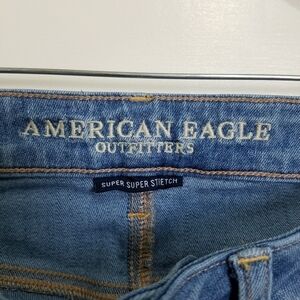 AMERICAN EAGLE
OUTFITTERS
SUPER SUPER STRETCH